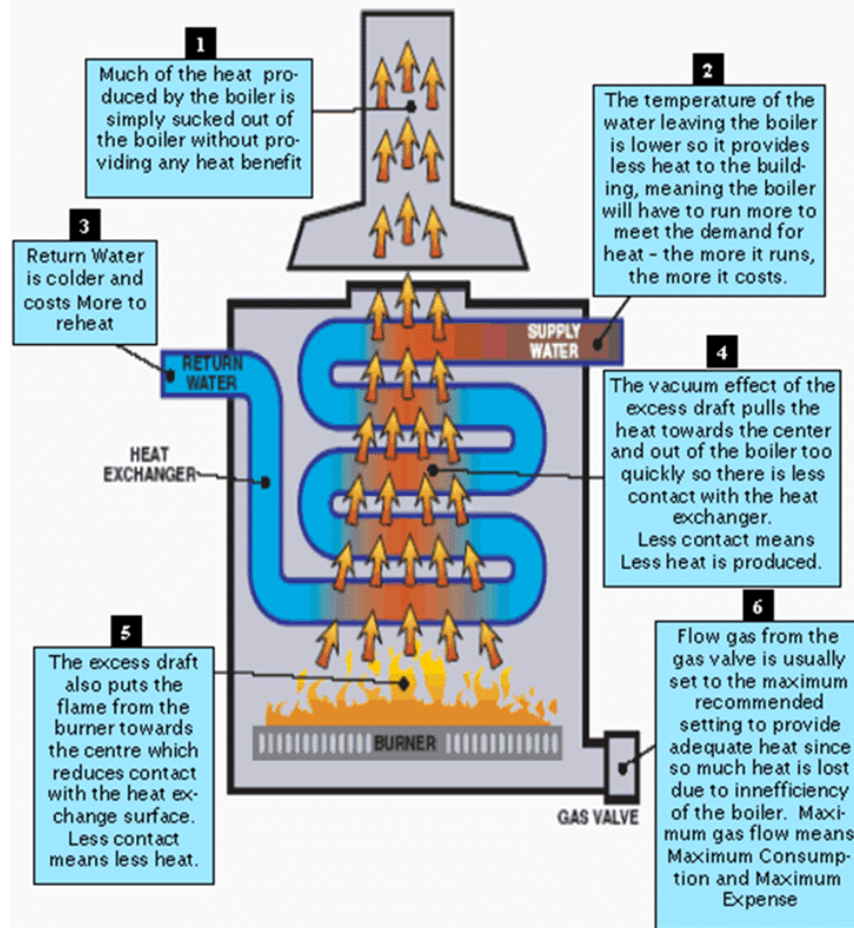 1
Much of the heat pro-
duced by the boiler is
simply sucked out of
the boiler without pro-
viding any heat benefit
2
The temperature of the
water leaving the boiler
is lower so it provides
less heat to the build-
ing, meaning the boiler
will have to run more to
meet the demand for
heat – the more it runs,
the more it costs.
3
Return Water
is colder and
costs More to
reheat
SUPPLY
WATER
RETURN
WATER
4
The vacuum effect of the
excess draft pulls the
heat towards the center
and out of the boiler too
quickly so there is less
contact with the heat
exchanger.
Less contact means
Less heat is produced.
HEAT
EXCHANGER
5
The excess draft
also puts the
flame from the
burner towards
the centre which
reduces contact
with the heat ex-
change surface.
Less contact
means less heat.
BURNER
GAS VALVE
6
Flow gas from the
gas valve is usually
set to the maximum
recommended
setting to provide
adequate heat since
so much heat is lost
due to innefficiency
of the boiler. Maxi-
mum gas flow means
Maximum Consump-
tion and Maximum
Expense